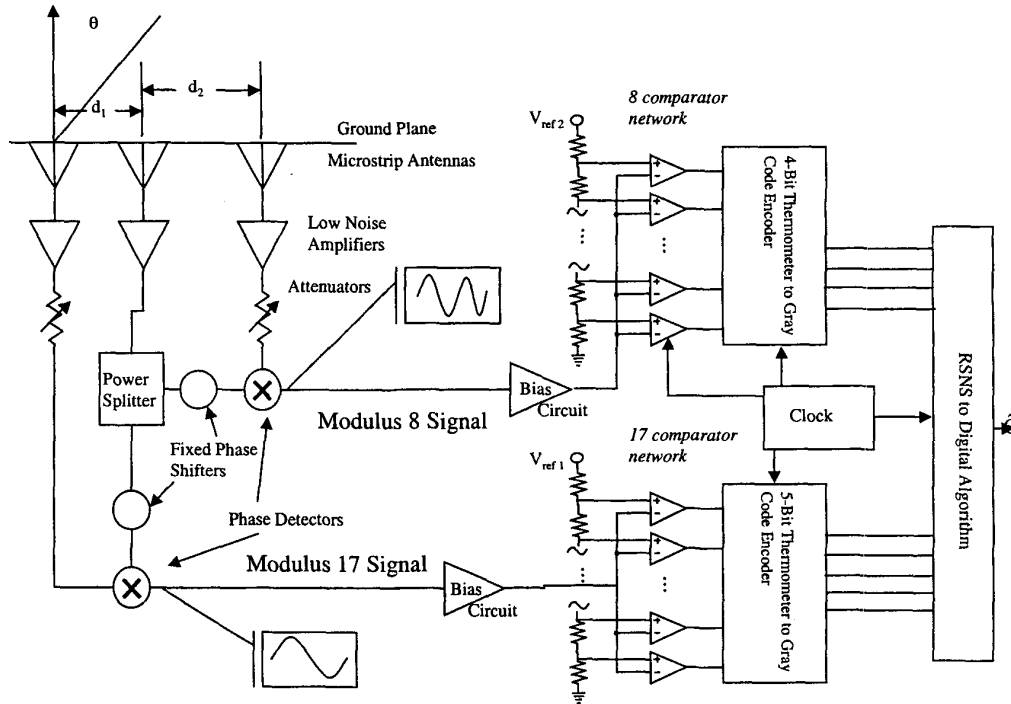 θ
d1
d2
Ground Plane
Microstrip Antennas
Low Noise
Amplifiers
Attenuators
Power
Splitter
Fixed Phase
Shifters
Phase Detectors
Modulus 8 Signal
Modulus 17 Signal
Bias
Circuit
Bias
Circuit
8 comparator
network
Vref 2
4-Bit Thermometer to Gray
Code Encoder
Clock
17 comparator
network
Vref 1
5-Bit Thermometer to Gray
Code Encoder
RSNS to Digital Algorithm